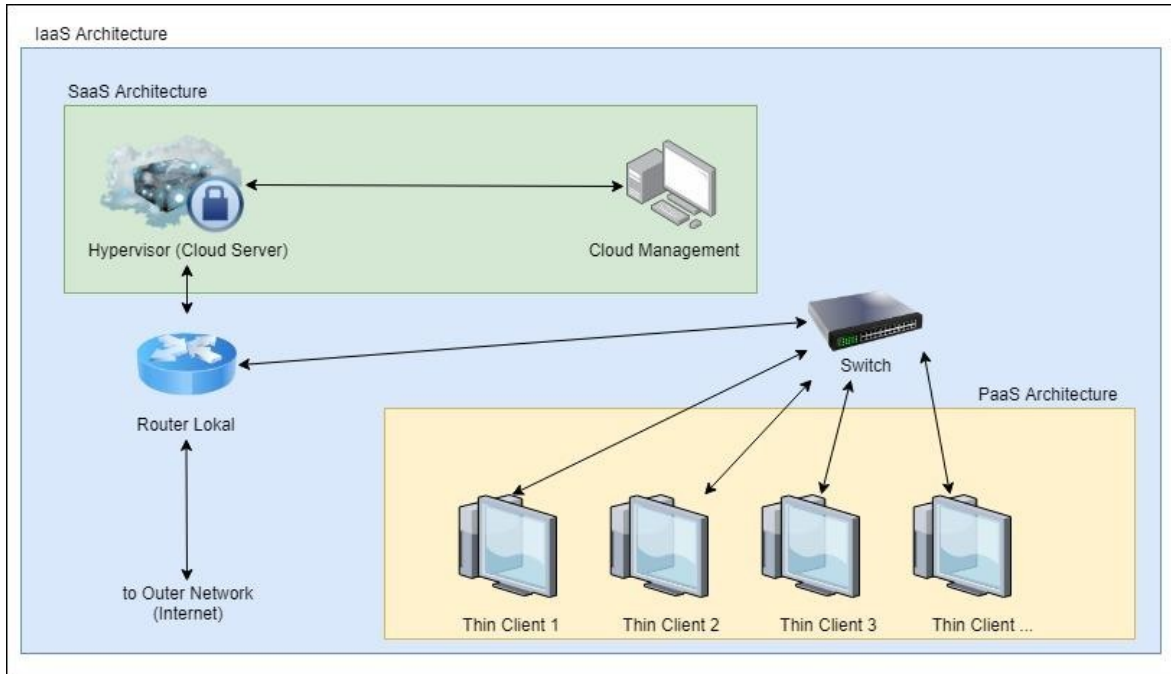 IaaS Architecture
SaaS Architecture
Hypervisor (Cloud Server)
Cloud Management
Switch
Router Lokal
PaaS Architecture
to Outer Network
(Internet)
Thin Client 1
Thin Client 2
Thin Client 3
Thin Client ...